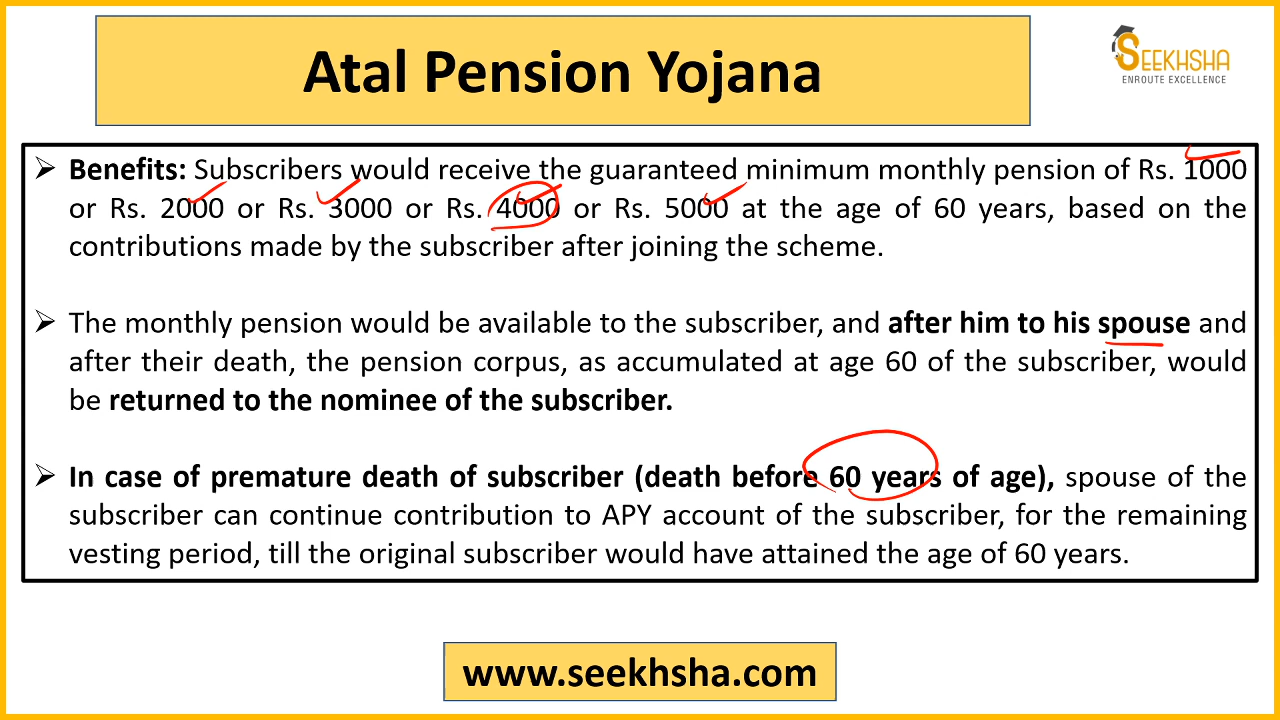 Atal Pension Yojana
SEEKHSHA
ENROUTE EXCELLENCE
➢ Benefits: Subscribers would receive the guaranteed minimum monthly pension of Rs. 1000
or Rs. 2000 or Rs. 3000 or Rs. 4000 or Rs. 5000 at the age of 60 years, based on the
contributions made by the subscriber after joining the scheme.
➢ The monthly pension would be available to the subscriber, and after him to his spouse and
after their death, the pension corpus, as accumulated at age 60 of the subscriber, would
be returned to the nominee of the subscriber.
➢ In case of premature death of subscriber (death before 60 years of age), spouse of the
subscriber can continue contribution to APY account of the subscriber, for the remaining
vesting period, till the original subscriber would have attained the age of 60 years.
www.seekhsha.com